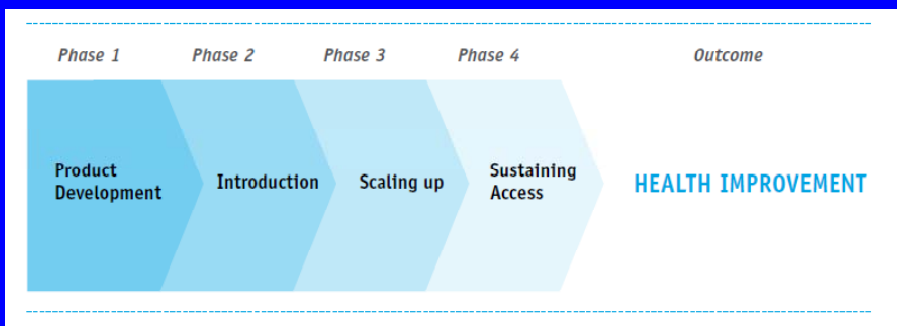 Phase 1 Phase 2 Phase 3 Phase 4 Outcome
Product
Development
Introduction
Scaling up
Sustaining
Access
HEALTH IMPROVEMENT